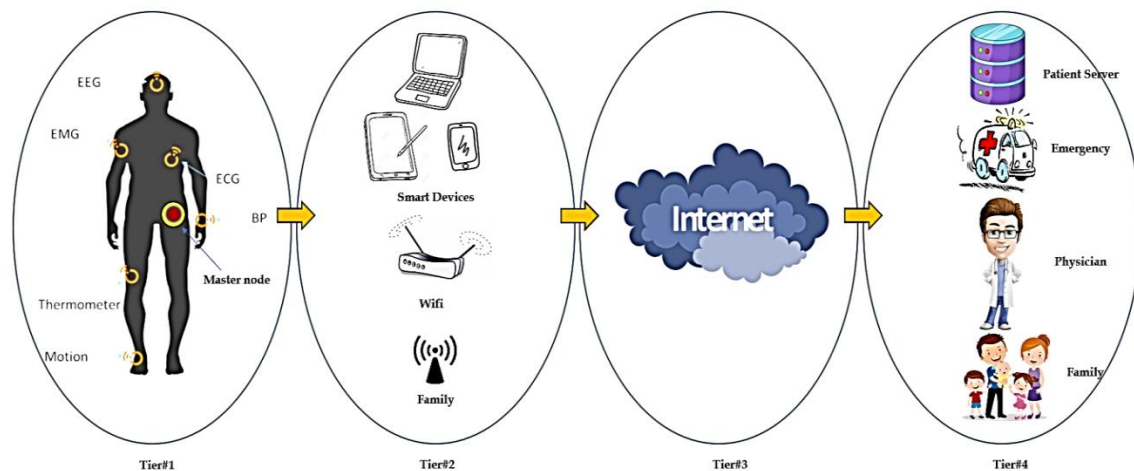 EEG
EMG
ECG
BP
Master node
Thermometer
Motion
Tier#1
Smart Devices
Wifi
Family
Tier#2
Internet
Tier#3
Patient Server
Emergency
Physician
Family
Tier#4